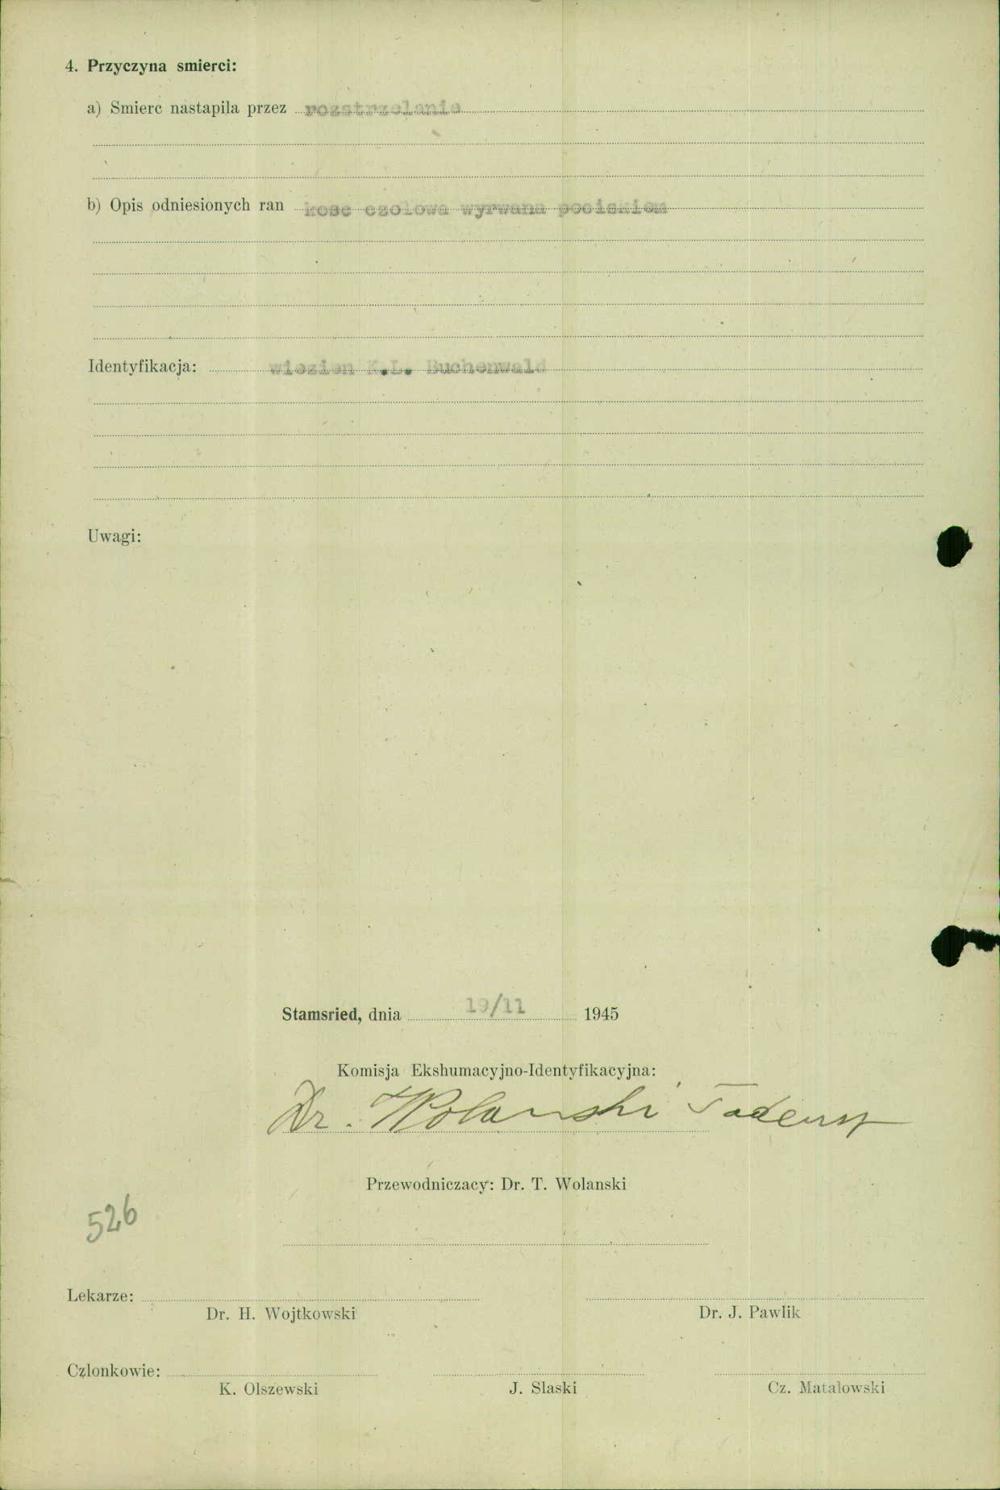 4. Przyczyna smierci:
a) Smierc nastapila przez rozstrzelanie
b) Opis odniesionych ran kosc czolowa wyrwana pociskiem
Identyfikacja: wiezien K.L. Buchenwald
Uwagi:
Stamsried, dnia 19/11 1945
Komisja Ekshumacyjno-Identyfikacyjna:
Dr. Wolanski Tadeusz
Przewodniczacy: Dr. T. Wolanski
526
Lekarze:
Dr. H. Wojtkowski Dr. J. Pawlik
Czlonkowie:
K. Olszewski J. Slaski Cz. Matalowski